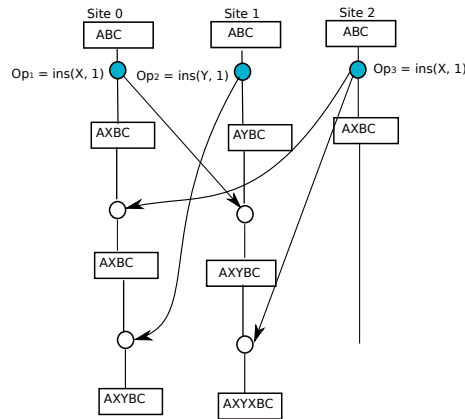 Site 0 Site 1 Site 2
ABC ABC ABC
Op₁ = ins(X, 1) Op₂ = ins(Y, 1) Op₃ = ins(X, 1)
AXBC AYBC AXBC
AXBC AXYBC
AXYBC AXYXBC